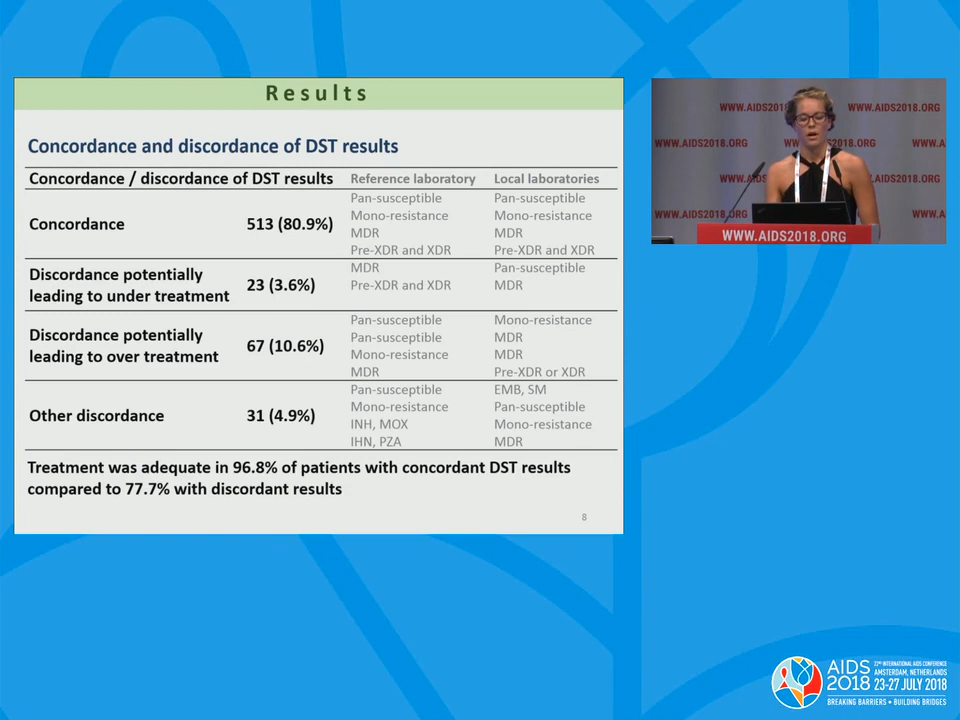 Results
Concordance and discordance of DST results
Concordance / discordance of DST results Reference laboratory Local laboratories
Concordance 513 (80.9%)
Pan-susceptible Pan-susceptible
Mono-resistance Mono-resistance
MDR MDR
Pre-XDR and XDR Pre-XDR and XDR
Discordance potentially
leading to under treatment 23 (3.6%)
MDR Pan-susceptible
Pre-XDR and XDR MDR
Discordance potentially
leading to over treatment 67 (10.6%)
Pan-susceptible Mono-resistance
Pan-susceptible MDR
Mono-resistance MDR
MDR Pre-XDR or XDR
Other discordance 31 (4.9%)
Pan-susceptible EMB, SM
Mono-resistance Pan-susceptible
INH, MOX Mono-resistance
IHN, PZA MDR
Treatment was adequate in 96.8% of patients with concordant DST results
compared to 77.7% with discordant results
8
WWW.AIDS2018.ORG WWW.AIDS2018.ORG
WWW.AIDS2018.ORG
WWW.AIDS2018.ORG
WWW.AIDS2018.ORG
AIDS 2018
22ND INTERNATIONAL AIDS CONFERENCE
AMSTERDAM, NETHERLANDS
23-27 JULY 2018
BREAKING BARRIERS • BUILDING BRIDGES